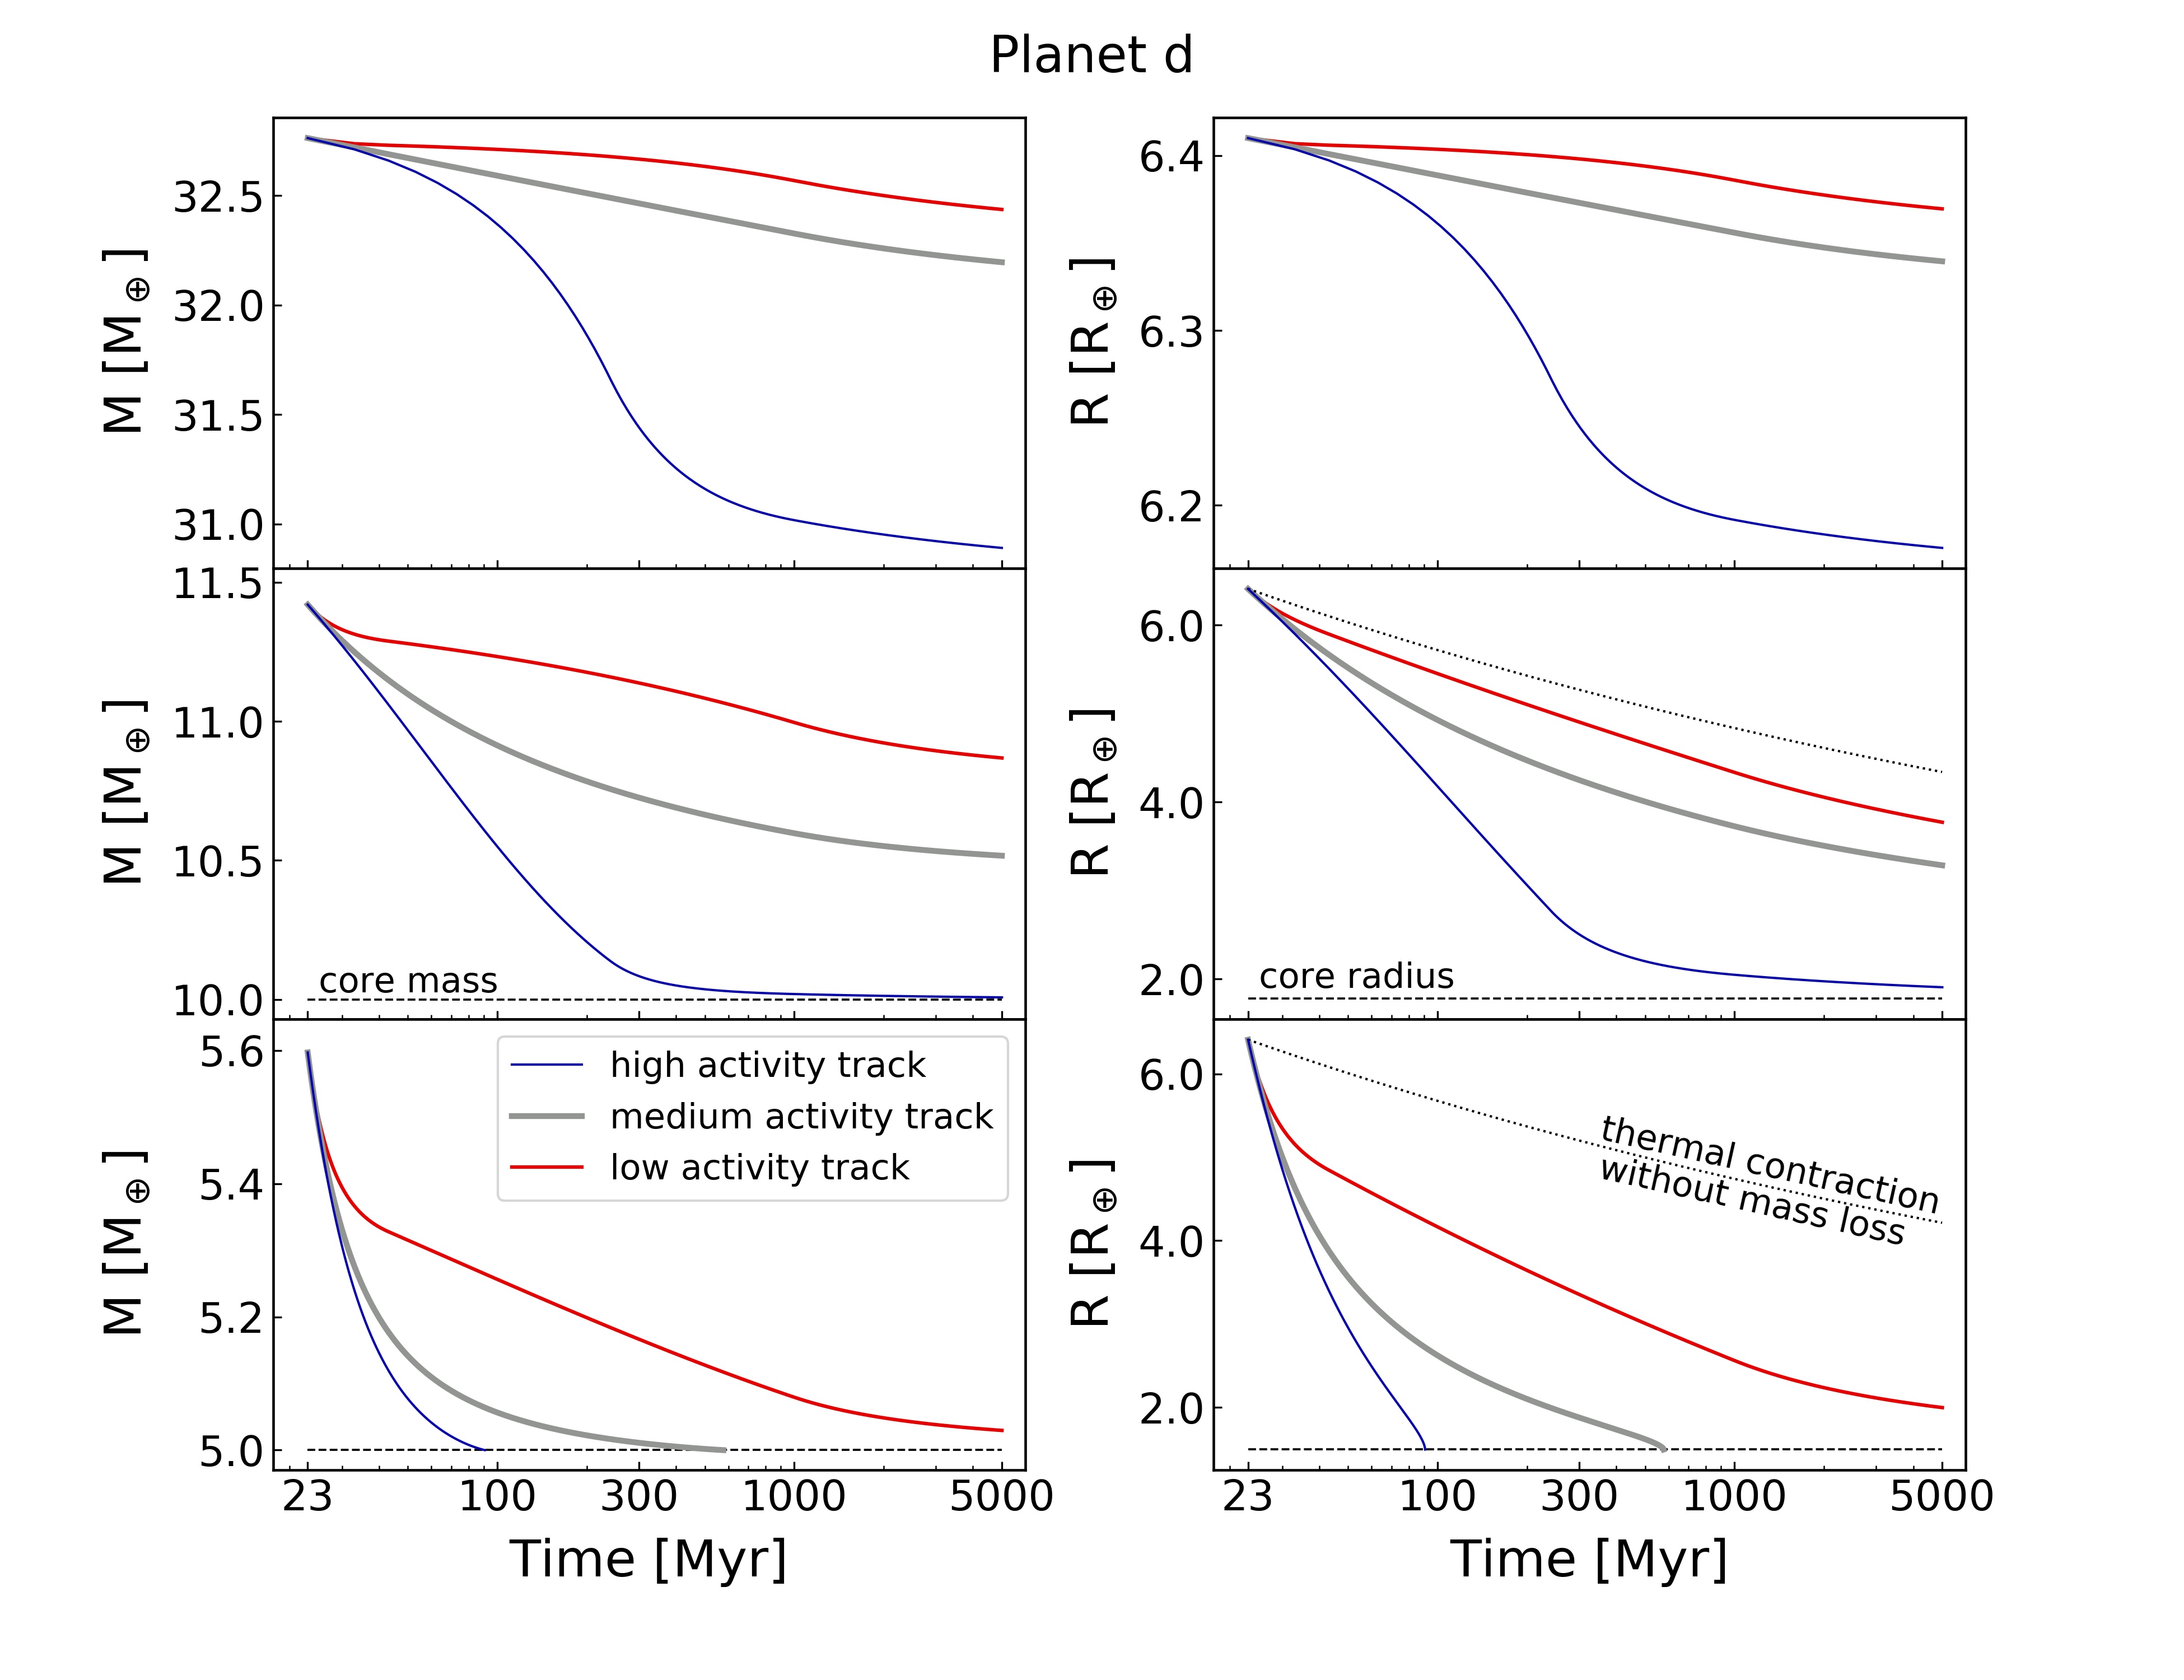 Planet d
M [M⊕]
32.5
32.0
31.5
31.0
R [R⊕]
6.4
6.3
6.2
M [M⊕]
11.5
11.0
10.5
10.0
core mass
R [R⊕]
6.0
4.0
2.0
core radius
M [M⊕]
5.6
5.4
5.2
5.0
high activity track
medium activity track
low activity track
R [R⊕]
6.0
4.0
2.0
thermal contraction
without mass loss
23 100 300 1000 5000
Time [Myr]
23 100 300 1000 5000
Time [Myr]